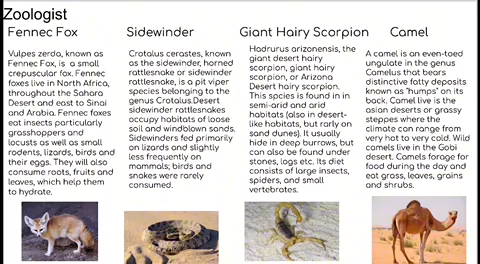 Zoologist
Fennec Fox
Vulpes zerda, known as
Fennec Fox, is a small
crepuscular fox. Fennec
foxes live in North Africa,
throughout the Sahara
Desert and east to Sinai
and Arabia. Fennec foxes
eat insects particularly
grasshoppers and
locusts as well as small
rodents, lizards, birds and
their eggs. They will also
consume roots, fruits and
leaves, which help them
to hydrate.
Sidewinder
Crotalus cerastes, known
as the sidewinder, horned
rattlesnake or sidewinder
rattlesnake, is a pit viper
species belonging to the
genus Crotalus.Desert
sidewinder rattlesnakes
occupy habitats of loose
soil and windblown sands.
Sidewinders fed primarily
on lizards and slightly
less frequently on
mammals; birds and
snakes were rarely
consumed.
Giant Hairy Scorpion
Hadrurus arizonensis, the
giant desert hairy
scorpion, giant hairy
scorpion, or Arizona
Desert hairy scorpion.
This spcies is found in in
semi-arid and arid
habitats (also in desert-
like habitats, but rarly on
sand dunes). It usually
hide in deep burrows, but
can also be found under
stones, logs etc. Its diet
consists of large insects,
spiders, and small
vertebrates.
Camel
A camel is an even-toed
ungulate in the genus
Camelus that bears
distinctive fatty deposits
known as "humps" on its
back. Camel live is the
asian deserts or grassy
steppes where the
climate can range from
very hot to very cold. Wild
camels live in the Gobi
desert. Camels forage for
food during the day and
eat grass, leaves, grains
and shrubs.